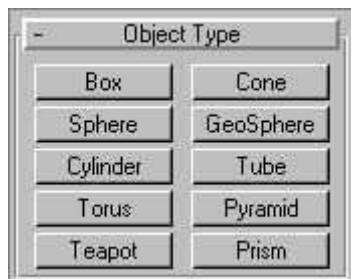 - Object Type
Box Cone
Sphere GeoSphere
Cylinder Tube
Torus Pyramid
Teapot Prism